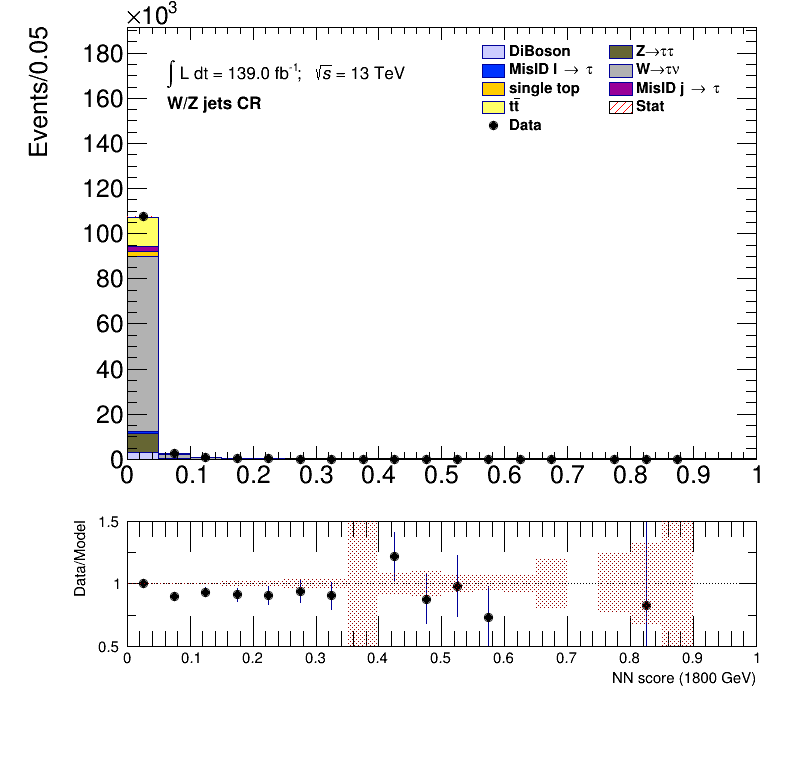 ×10³
Events/0.05
180
160
140
120
100
80
60
40
20
0
∫ L dt = 139.0 fb⁻¹; √s = 13 TeV
W/Z jets CR
DiBoson
Z→ττ
MisID l → τ
W→τν
single top
MisID j → τ
tt̄
Stat
Data
0 0.1 0.2 0.3 0.4 0.5 0.6 0.7 0.8 0.9 1
Data/Model
1.5
1
0.5
0 0.1 0.2 0.3 0.4 0.5 0.6 0.7 0.8 0.9 1
NN score (1800 GeV)